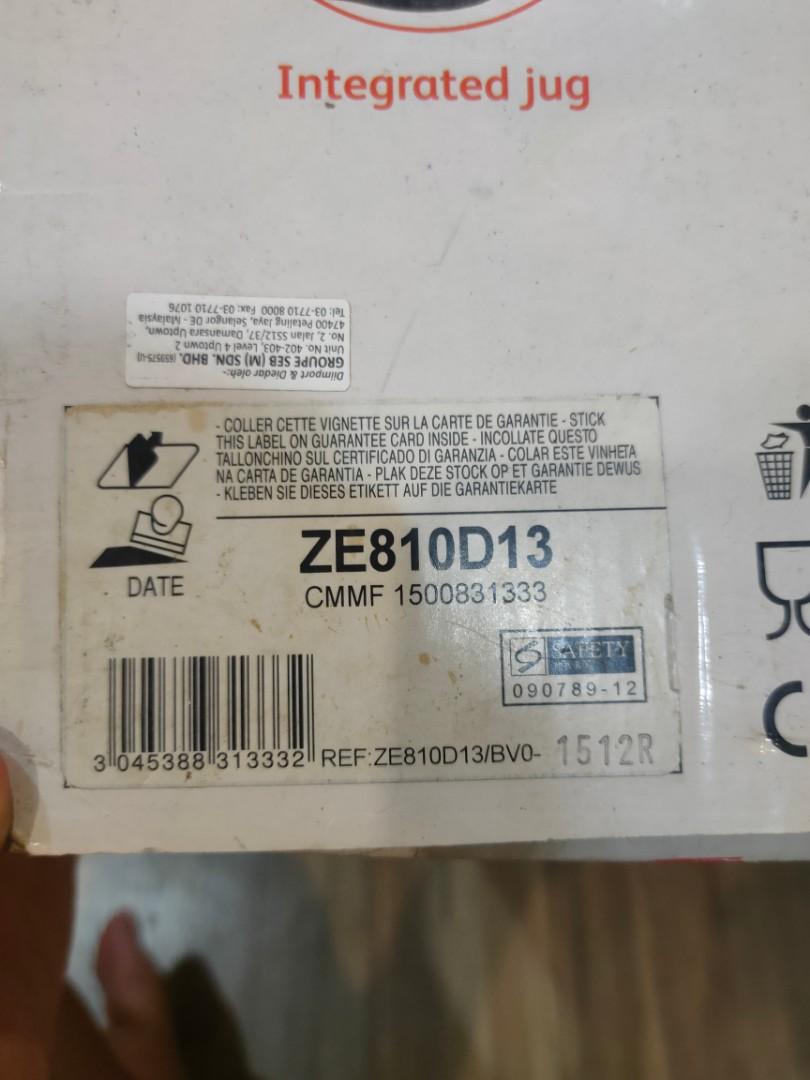 Integrated jug
Diimport & Diedar oleh:-
GROUPE SEB (M) SDN. BHD. (659575-U)
Unit No. 402-403, Level 4 Uptown 2
No. 2, Jalan SS12/37, Damansara Uptown,
47400 Petaling Jaya, Selangor DE - Malaysia
Tel: 03-7710 8000 Fax: 03-7710 1076
- COLLER CETTE VIGNETTE SUR LA CARTE DE GARANTIE - STICK
THIS LABEL ON GUARANTEE CARD INSIDE - INCOLLATE QUESTO
TALLONCHINO SUL CERTIFICADO DI GARANZIA - COLAR ESTE VINHETA
NA CARTA DE GARANTIA - PLAK DEZE STOCK OP ET GARANTIE DEWUS
- KLEBEN SIE DIESES ETIKETT AUF DIE GARANTIEKARTE
DATE
ZE810D13
CMMF 1500831333
SAFETY
090789-12
3 045388 313332
REF:ZE810D13/BV0- 1512R